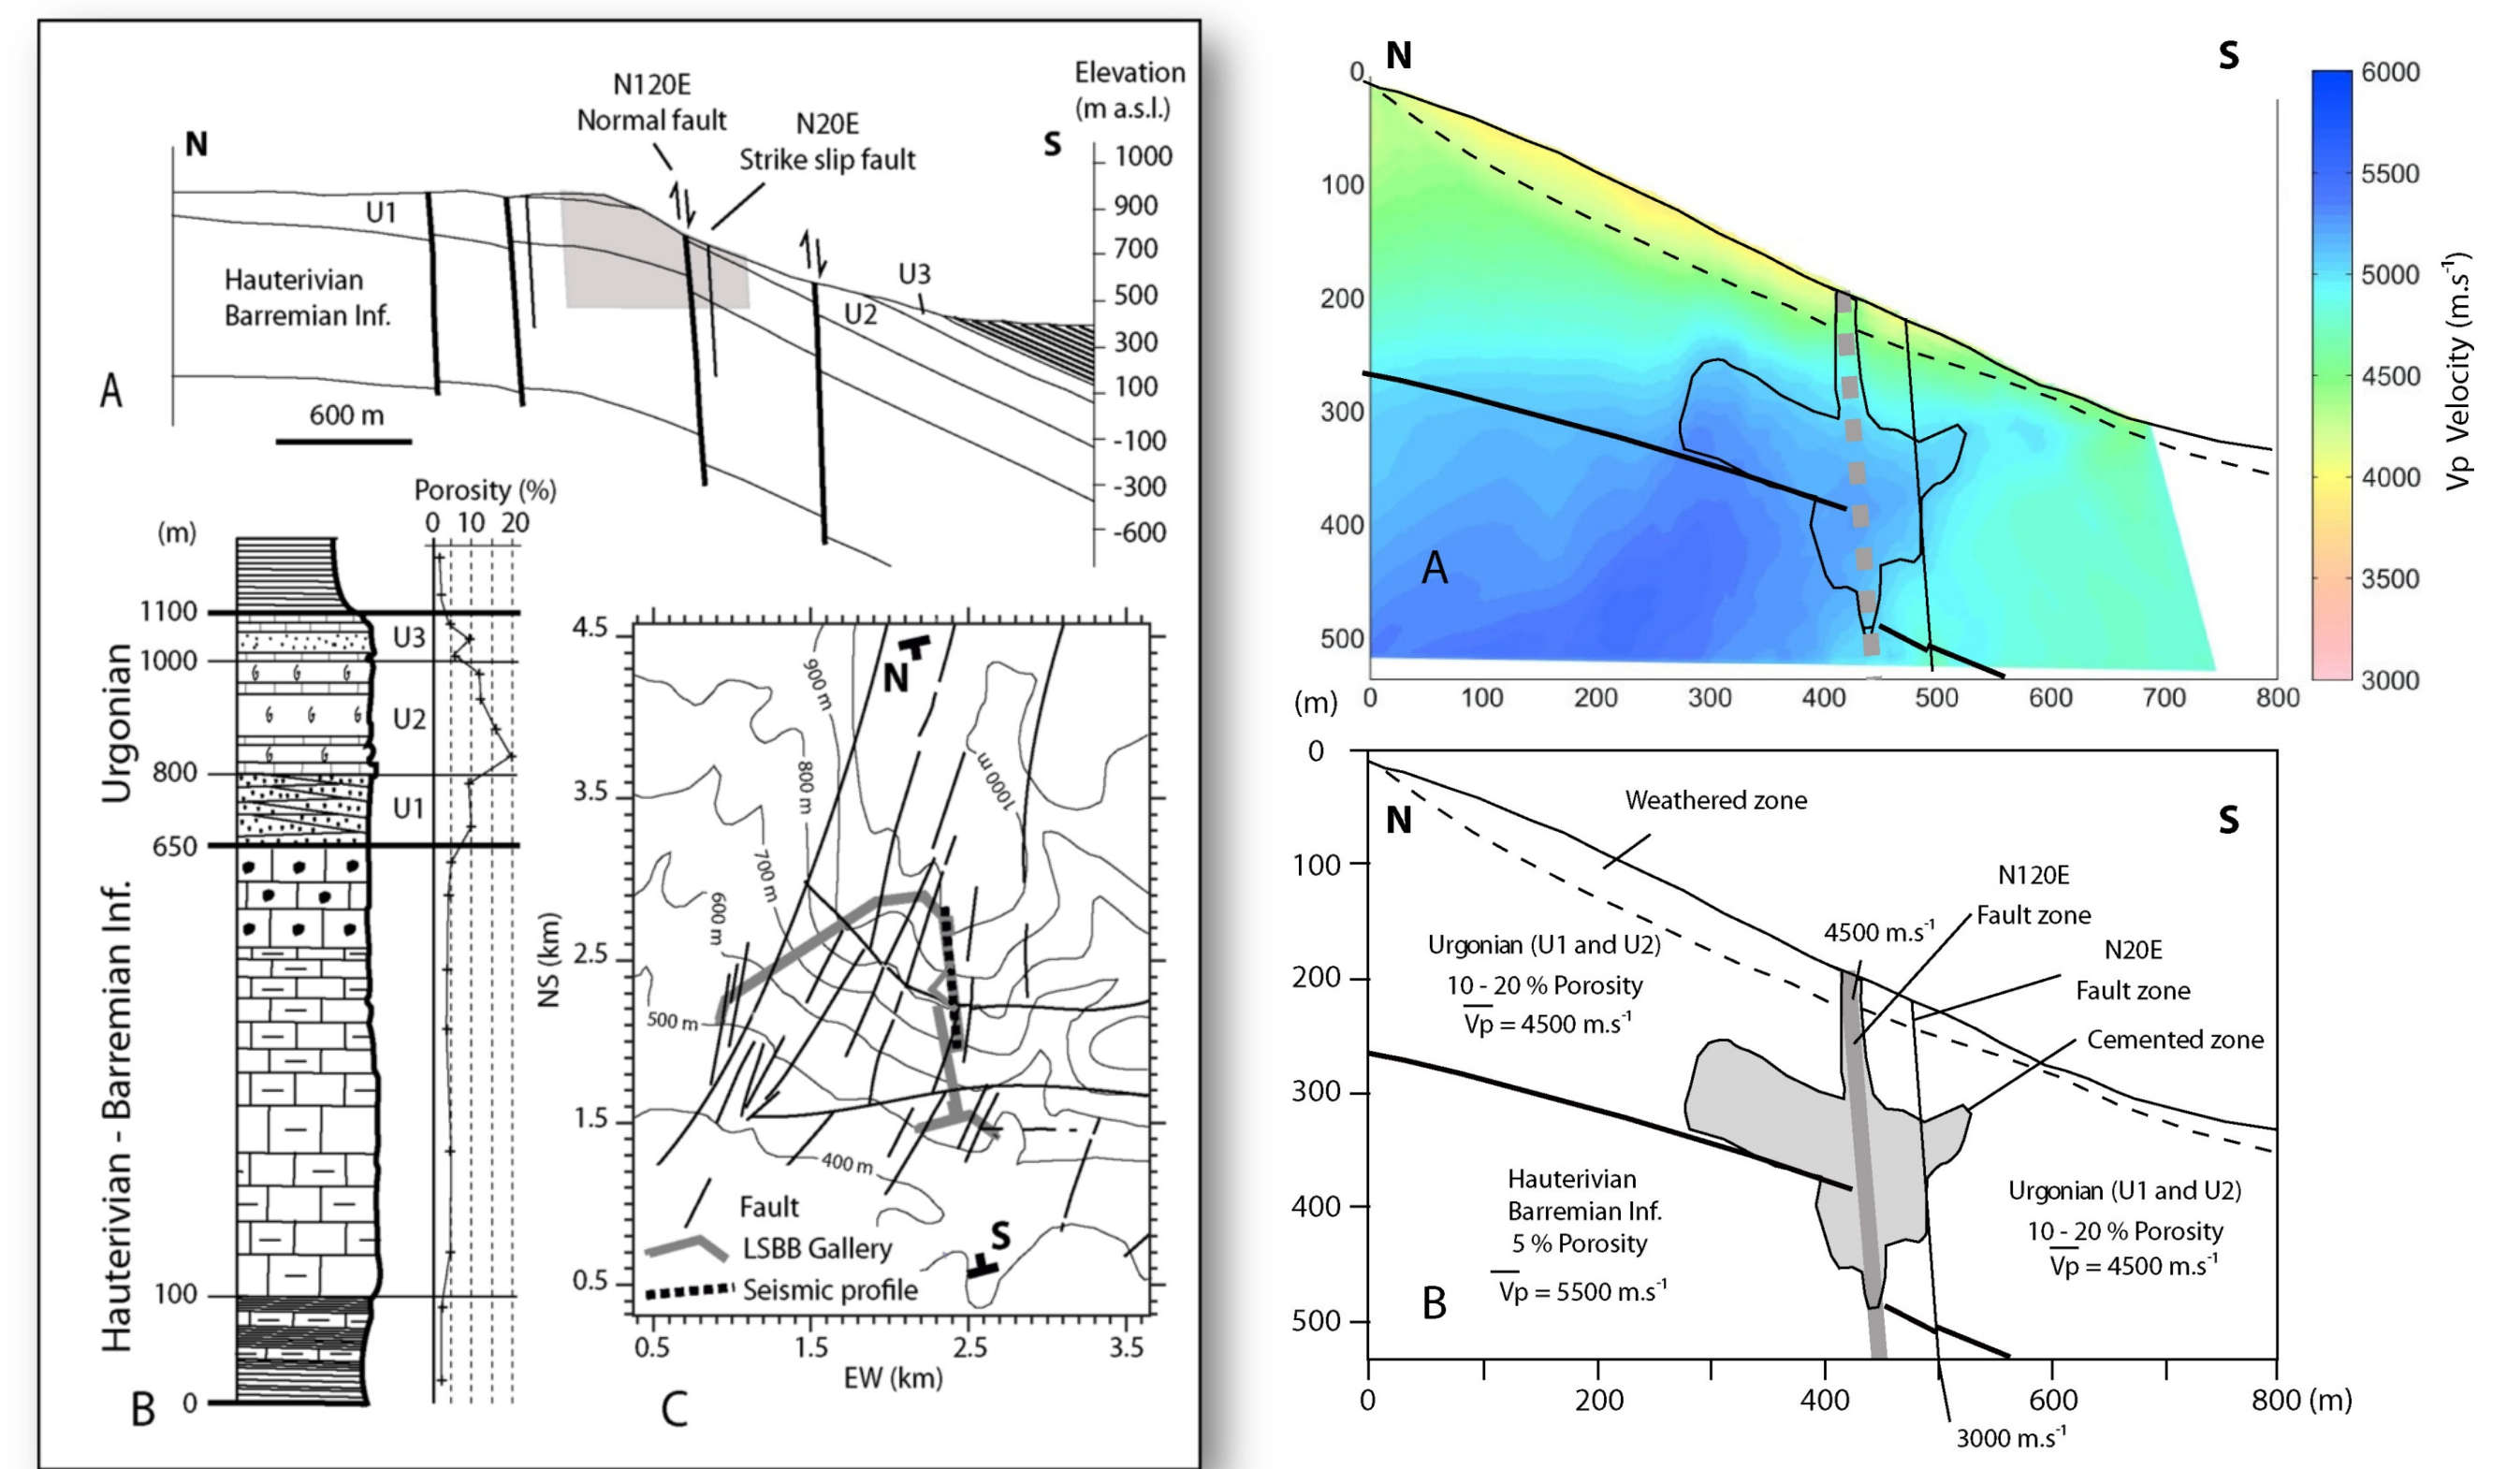 N120E
Normal fault
N20E
Strike slip fault
Elevation
(m a.s.l.)
N
S
1000
900
700
500
300
100
-100
-300
-600
U1
Hauterivian
Barremian Inf.
U3
U2
A
600 m
Porosity (%)
0 10 20
(m)
1100
1000
800
650
100
0
Urgonian
Hauterivian - Barremian Inf.
U3
U2
U1
B
4.5
3.5
2.5
1.5
0.5
NS (km)
N
900 m
800 m
1000 m
700 m
600 m
500 m
400 m
Fault
LSBB Gallery
Seismic profile
S
0.5 1.5 2.5 3.5
EW (km)
C
N
S
0
100
200
300
400
500
A
(m) 0 100 200 300 400 500 600 700 800
6000
5500
5000
4500
4000
3500
3000
Vp Velocity (m.s⁻¹)
0
100
200
300
400
500
N
S
Weathered zone
N120E
Fault zone
4500 m.s⁻¹
N20E
Fault zone
Cemented zone
Urgonian (U1 and U2)
10 - 20 % Porosity
Vp = 4500 m.s⁻¹
Hauterivian
Barremian Inf.
5 % Porosity
Vp = 5500 m.s⁻¹
Urgonian (U1 and U2)
10 - 20 % Porosity
Vp = 4500 m.s⁻¹
B
0 200 400 600 800 (m)
3000 m.s⁻¹